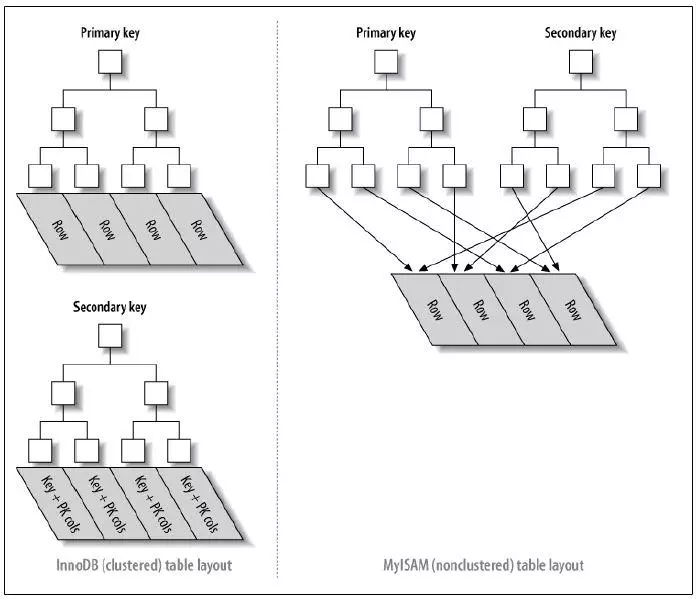 Primary key
Row
Row
Row
Row
Secondary key
Key + PK cols
Key + PK cols
Key + PK cols
Key + PK cols
InnoDB (clustered) table layout
Primary key
Secondary key
Row
Row
Row
Row
MyISAM (nonclustered) table layout